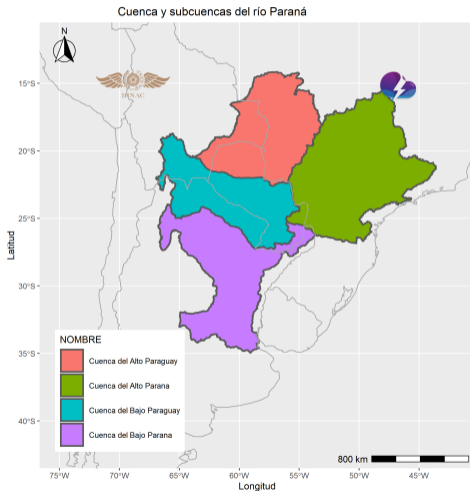 Cuenca y subcuencas del río Paraná
N
15°S
20°S
25°S
30°S
35°S
40°S
Latitud
NOMBRE
Cuenca del Alto Paraguay
Cuenca del Alto Parana
Cuenca del Bajo Paraguay
Cuenca del Bajo Parana
800 km
75°W 70°W 65°W 60°W 55°W 50°W 45°W
Longitud